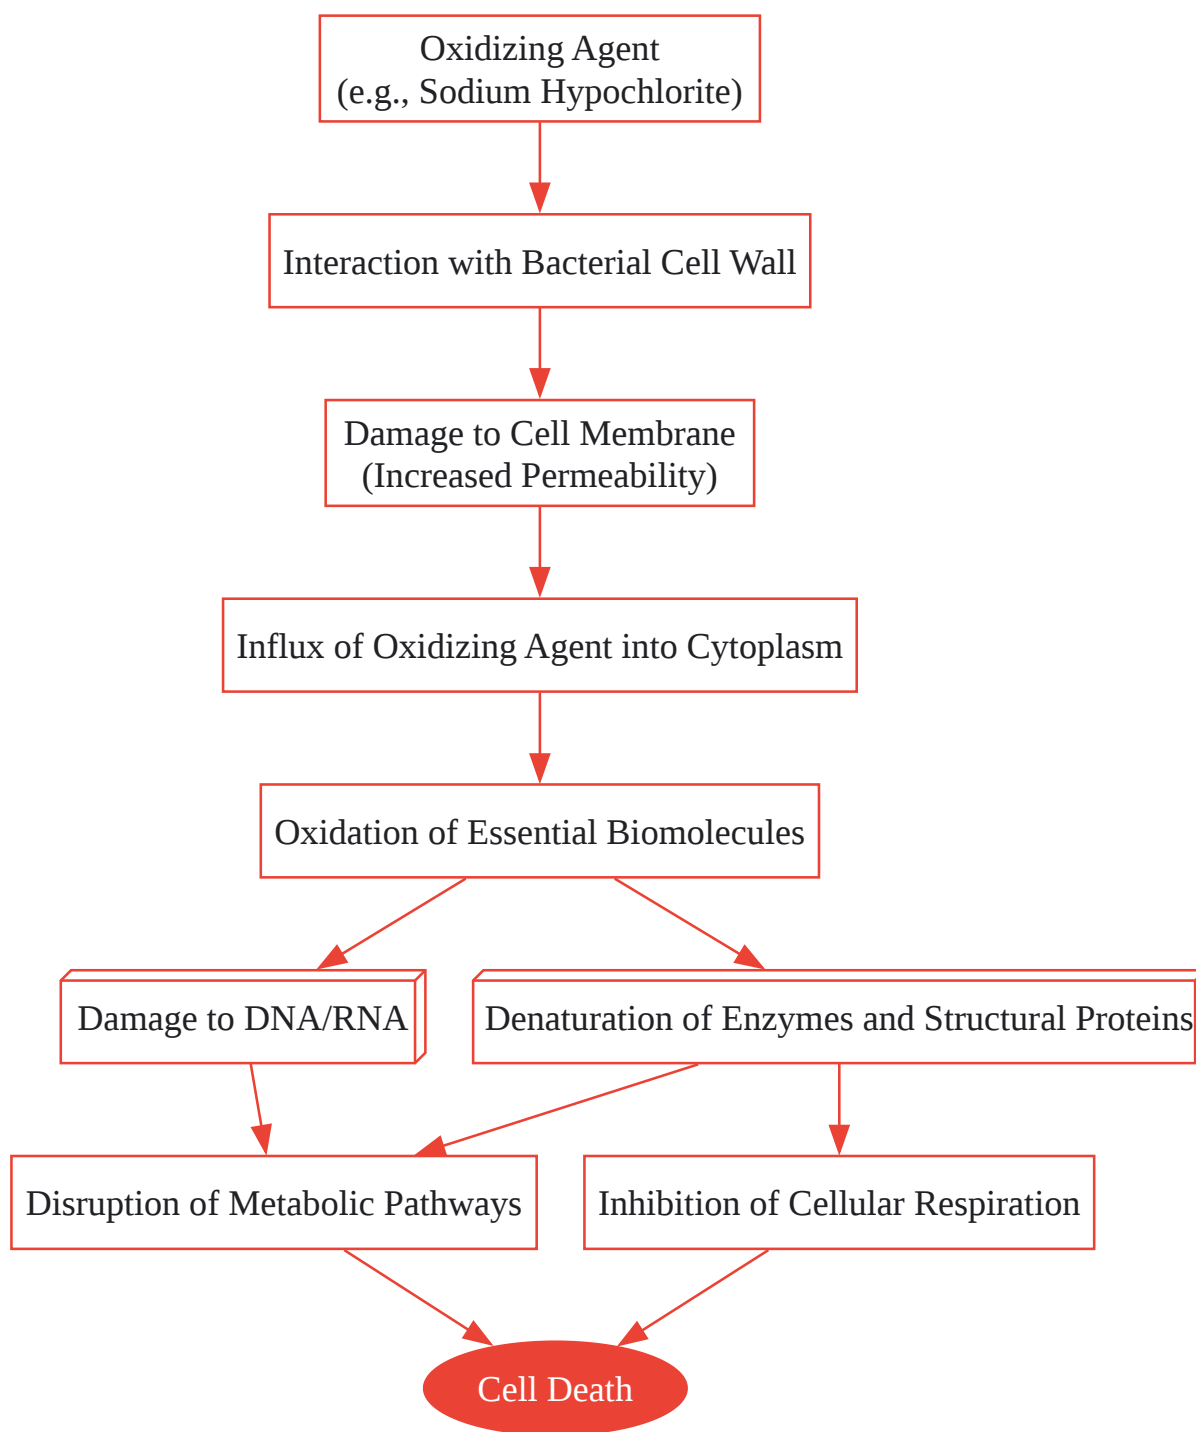 Oxidizing Agent
(e.g., Sodium Hypochlorite)
Interaction with Bacterial Cell Wall
Damage to Cell Membrane
(Increased Permeability)
Influx of Oxidizing Agent into Cytoplasm
Oxidation of Essential Biomolecules
Damage to DNA/RNA
Denaturation of Enzymes and Structural Proteins
Disruption of Metabolic Pathways
Inhibition of Cellular Respiration
Cell Death